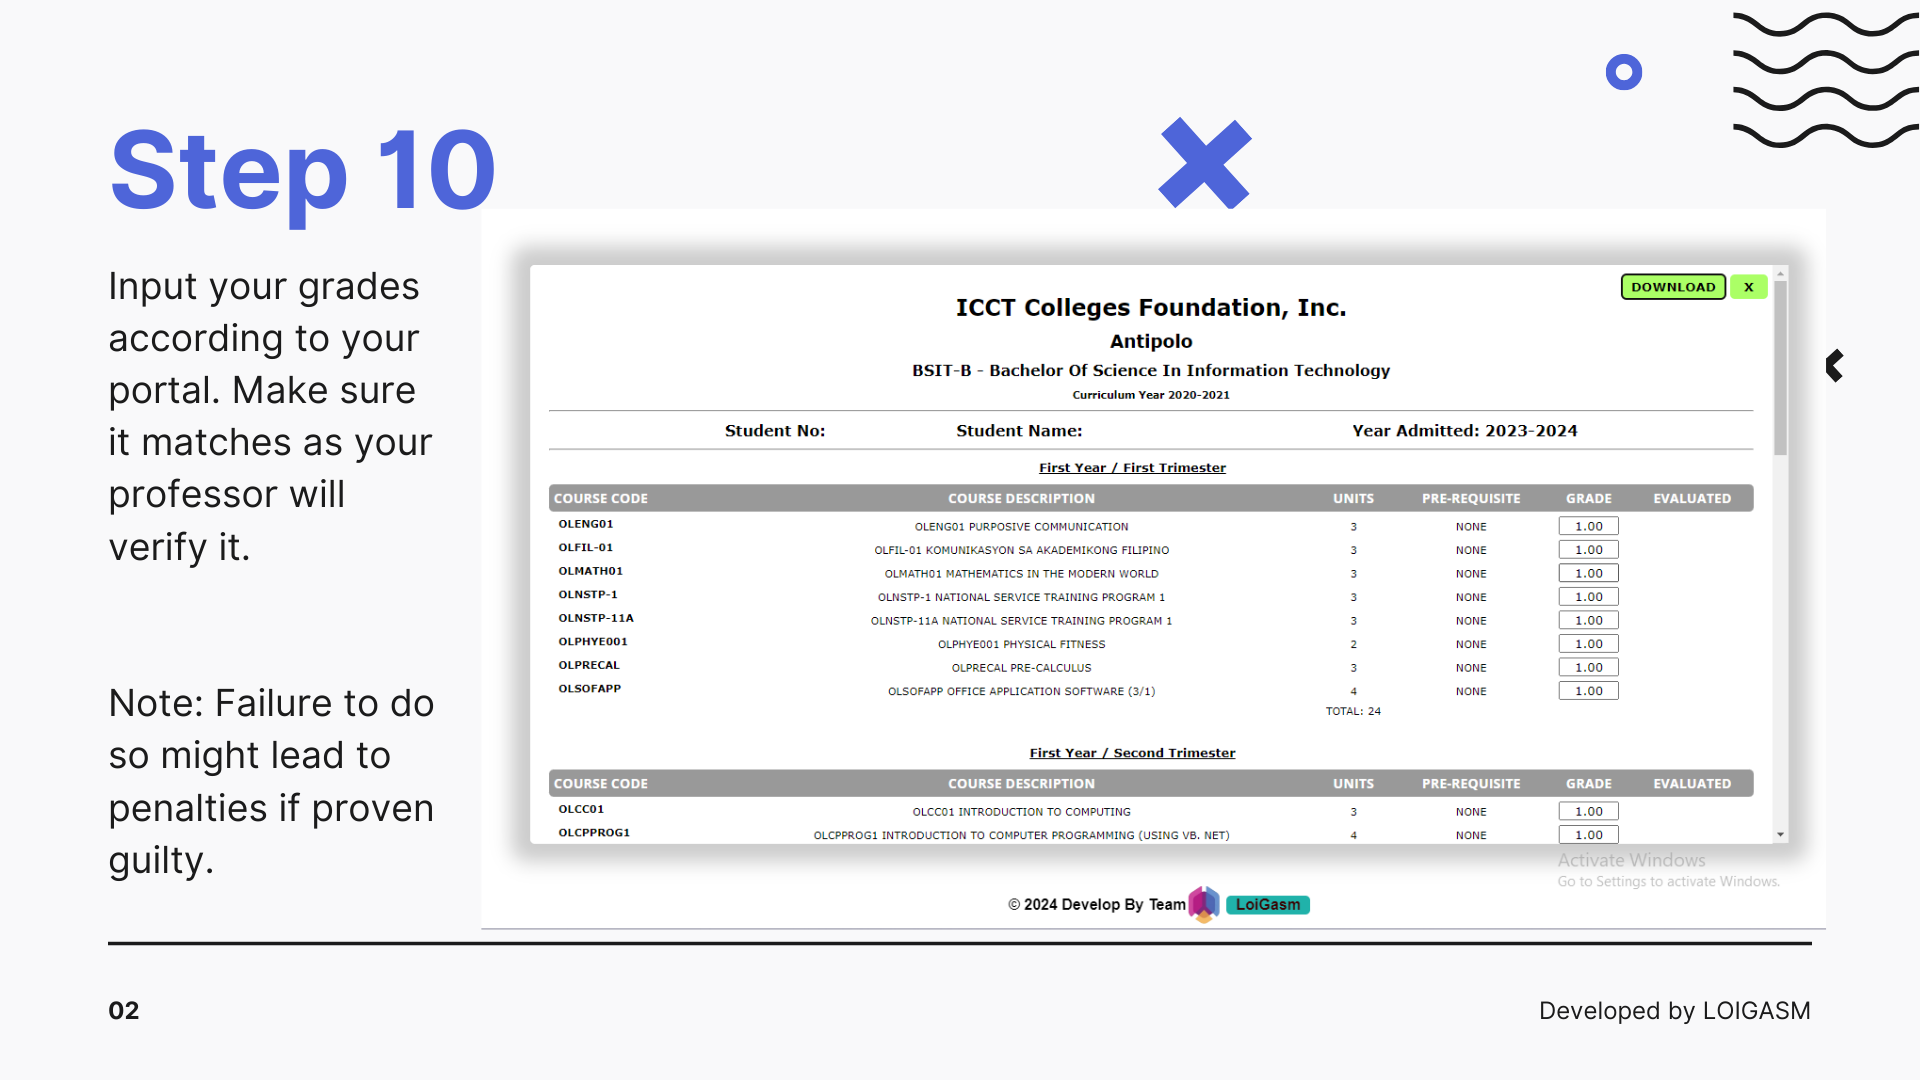 Step 10
Input your grades
according to your
portal. Make sure
it matches as your
professor will
verify it.
Note: Failure to do
so might lead to
penalties if proven
guilty.
DOWNLOAD X
ICCT Colleges Foundation, Inc.
Antipolo
BSIT-B - Bachelor Of Science In Information Technology
Curriculum Year 2020-2021
Student No: Student Name: Year Admitted: 2023-2024
First Year / First Trimester
COURSE CODE COURSE DESCRIPTION UNITS PRE-REQUISITE GRADE EVALUATED
OLENG01 OLENG01 PURPOSIVE COMMUNICATION 3 NONE 1.00
OLFIL-01 OLFIL-01 KOMUNIKASYON SA AKADEMIKONG FILIPINO 3 NONE 1.00
OLMATH01 OLMATH01 MATHEMATICS IN THE MODERN WORLD 3 NONE 1.00
OLNSTP-1 OLNSTP-1 NATIONAL SERVICE TRAINING PROGRAM 1 3 NONE 1.00
OLNSTP-11A OLNSTP-11A NATIONAL SERVICE TRAINING PROGRAM 1 3 NONE 1.00
OLPHYE001 OLPHYE001 PHYSICAL FITNESS 2 NONE 1.00
OLPRECAL OLPRECAL PRE-CALCULUS 3 NONE 1.00
OLSOFAPP OLSOFAPP OFFICE APPLICATION SOFTWARE (3/1) 4 NONE 1.00
TOTAL: 24
First Year / Second Trimester
COURSE CODE COURSE DESCRIPTION UNITS PRE-REQUISITE GRADE EVALUATED
OLCC01 OLCC01 INTRODUCTION TO COMPUTING 3 NONE 1.00
OLCPPROG1 OLCPPROG1 INTRODUCTION TO COMPUTER PROGRAMMING (USING VB. NET) 4 NONE 1.00
Activate Windows
Go to Settings to activate Windows.
© 2024 Develop By Team LoiGasm
02
Developed by LOIGASM